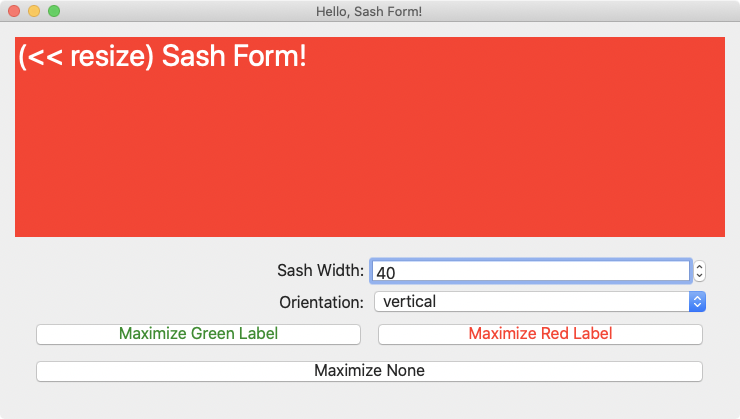 Hello, Sash Form!
(<< resize) Sash Form!
Sash Width: 40
Orientation: vertical
Maximize Green Label Maximize Red Label
Maximize None